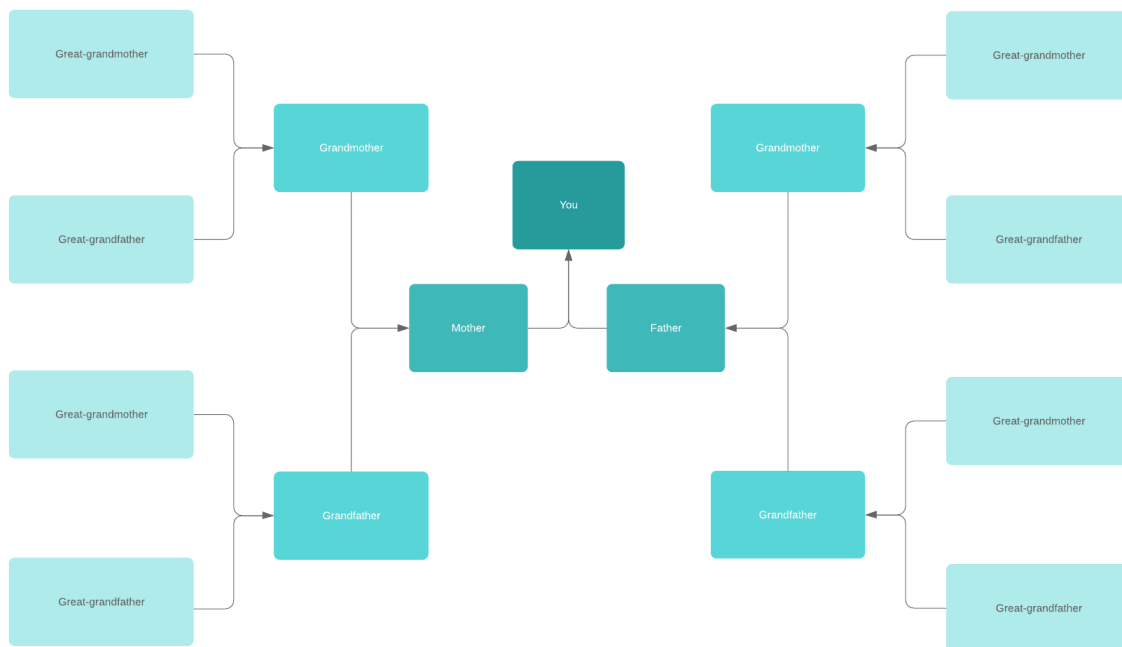 Great-grandmother
Great-grandmother
Grandmother
Grandmother
You
Great-grandfather
Great-grandfather
Mother
Father
Great-grandmother
Great-grandmother
Grandfather
Grandfather
Great-grandfather
Great-grandfather